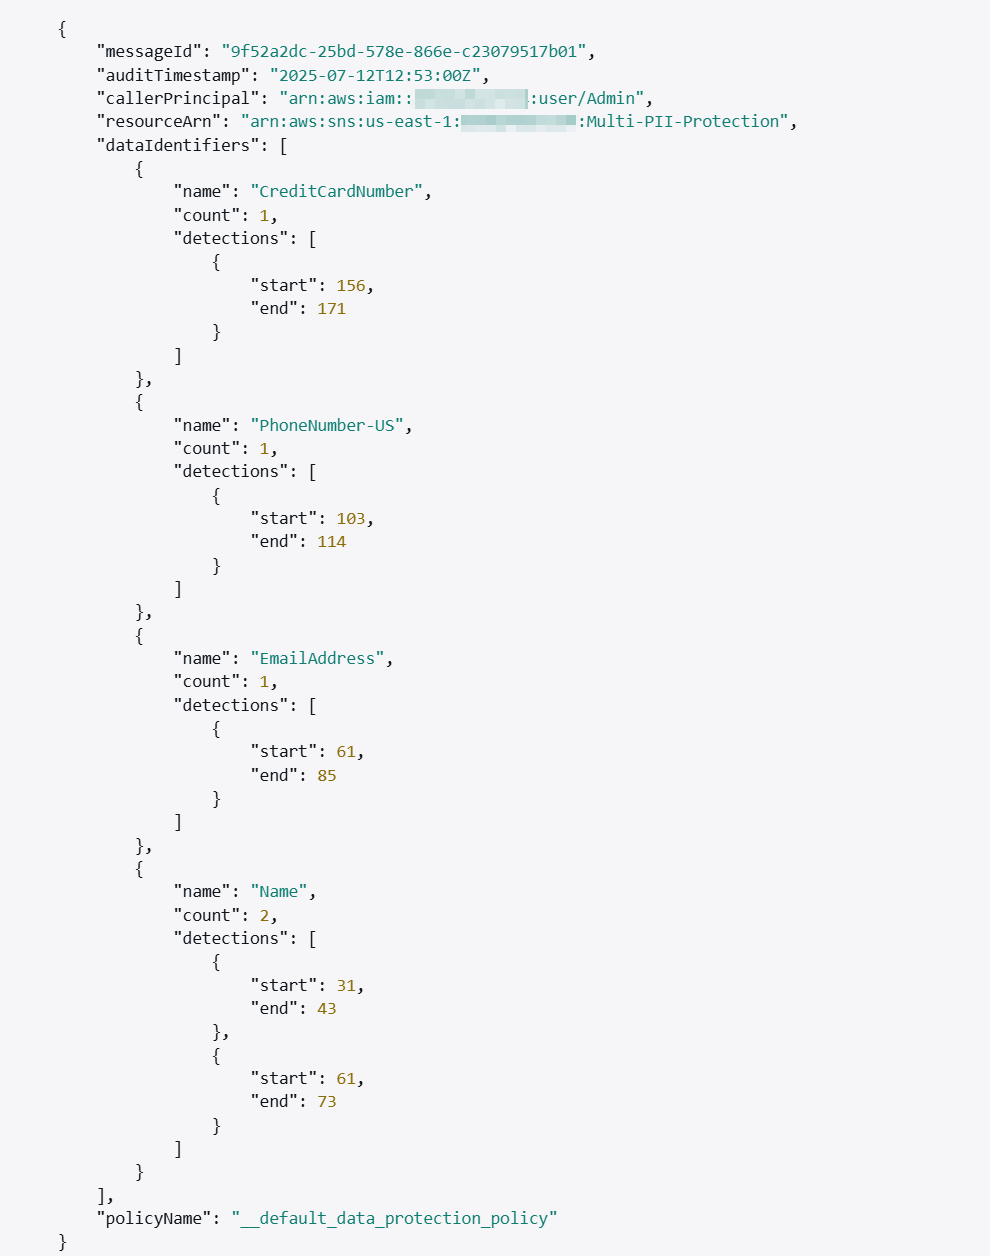 {
"messageId": "9f52a2dc-25bd-578e-866e-c23079517b01",
"auditTimestamp": "2025-07-12T12:53:00Z",
"callerPrincipal": "arn:aws:iam:::user/Admin",
"resourceArn": "arn:aws:sns:us-east-1::Multi-PII-Protection",
"dataIdentifiers": [
{
"name": "CreditCardNumber",
"count": 1,
"detections": [
{
"start": 156,
"end": 171
}
]
},
{
"name": "PhoneNumber-US",
"count": 1,
"detections": [
{
"start": 103,
"end": 114
}
]
},
{
"name": "EmailAddress",
"count": 1,
"detections": [
{
"start": 61,
"end": 85
}
]
},
{
"name": "Name",
"count": 2,
"detections": [
{
"start": 31,
"end": 43
},
{
"start": 61,
"end": 73
}
]
}
],
"policyName": "__default_data_protection_policy"
}